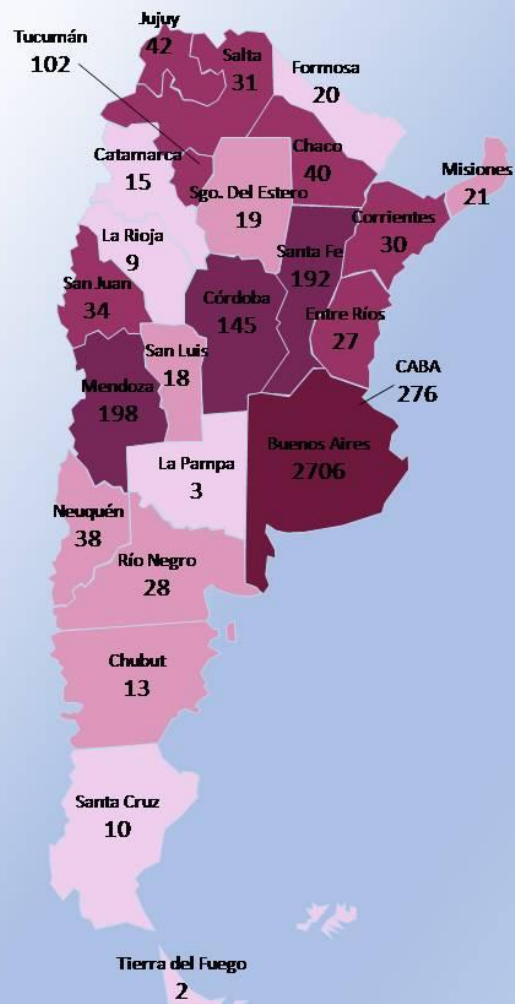 Jujuy
42
Tucumán
102
Salta
31
Formosa
20
Catamarca
15
Chaco
40
Misiones
21
Sgo. Del Estero
19
Corrientes
30
La Rioja
9
Santa Fe
192
San Juan
34
Córdoba
145
Entre Ríos
27
San Luis
18
CABA
276
Mendoza
198
Buenos Aires
2706
La Pampa
3
Neuquén
38
Río Negro
28
Chubut
13
Santa Cruz
10
Tierra del Fuego
2